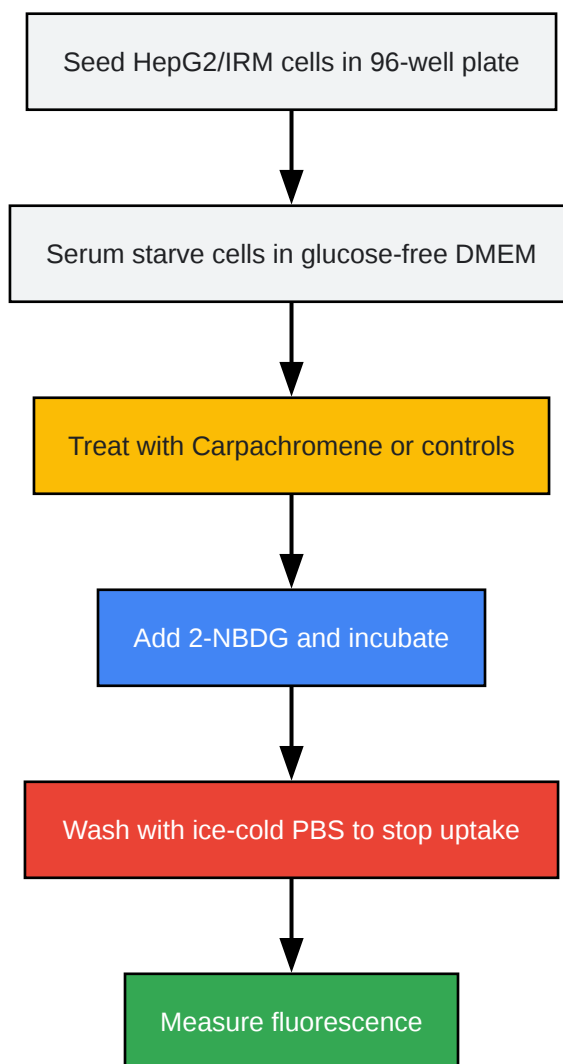 Seed HepG2/IRM cells in 96-well plate
Serum starve cells in glucose-free DMEM
Treat with Carpachromene or controls
Add 2-NBDG and incubate
Wash with ice-cold PBS to stop uptake
Measure fluorescence